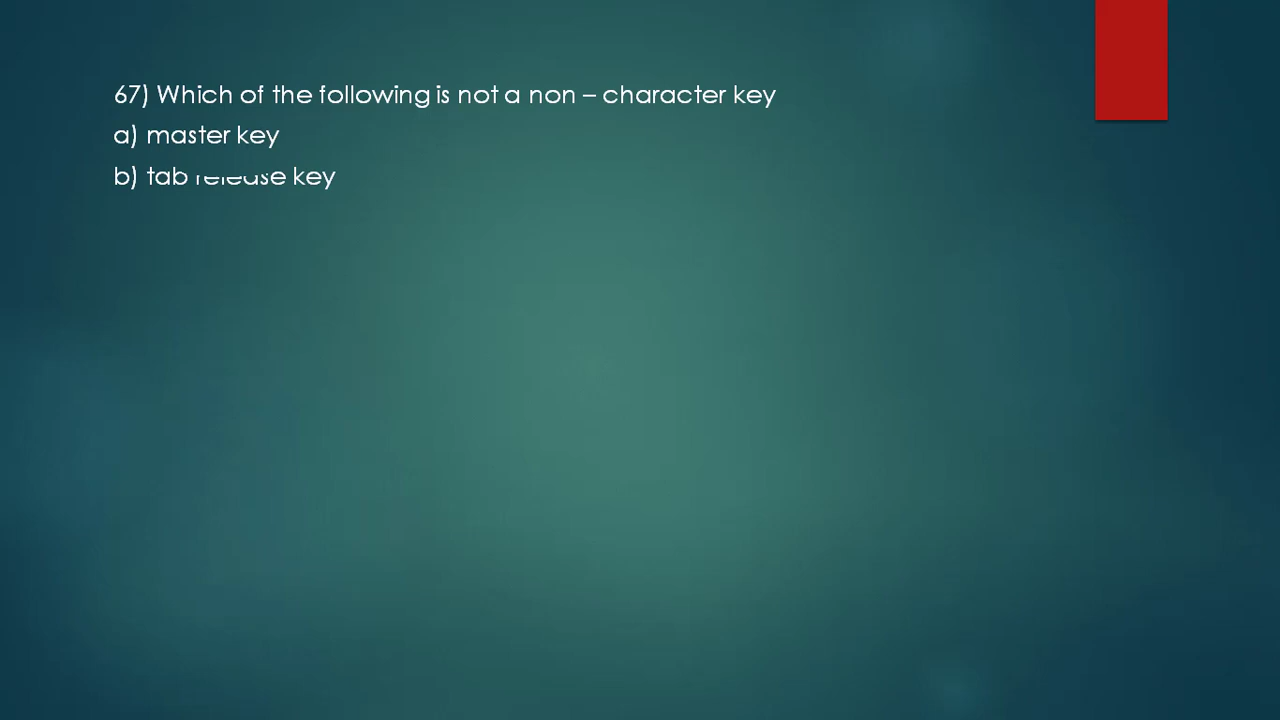 67) Which of the following is not a non – character key
a) master key
b) tab release key